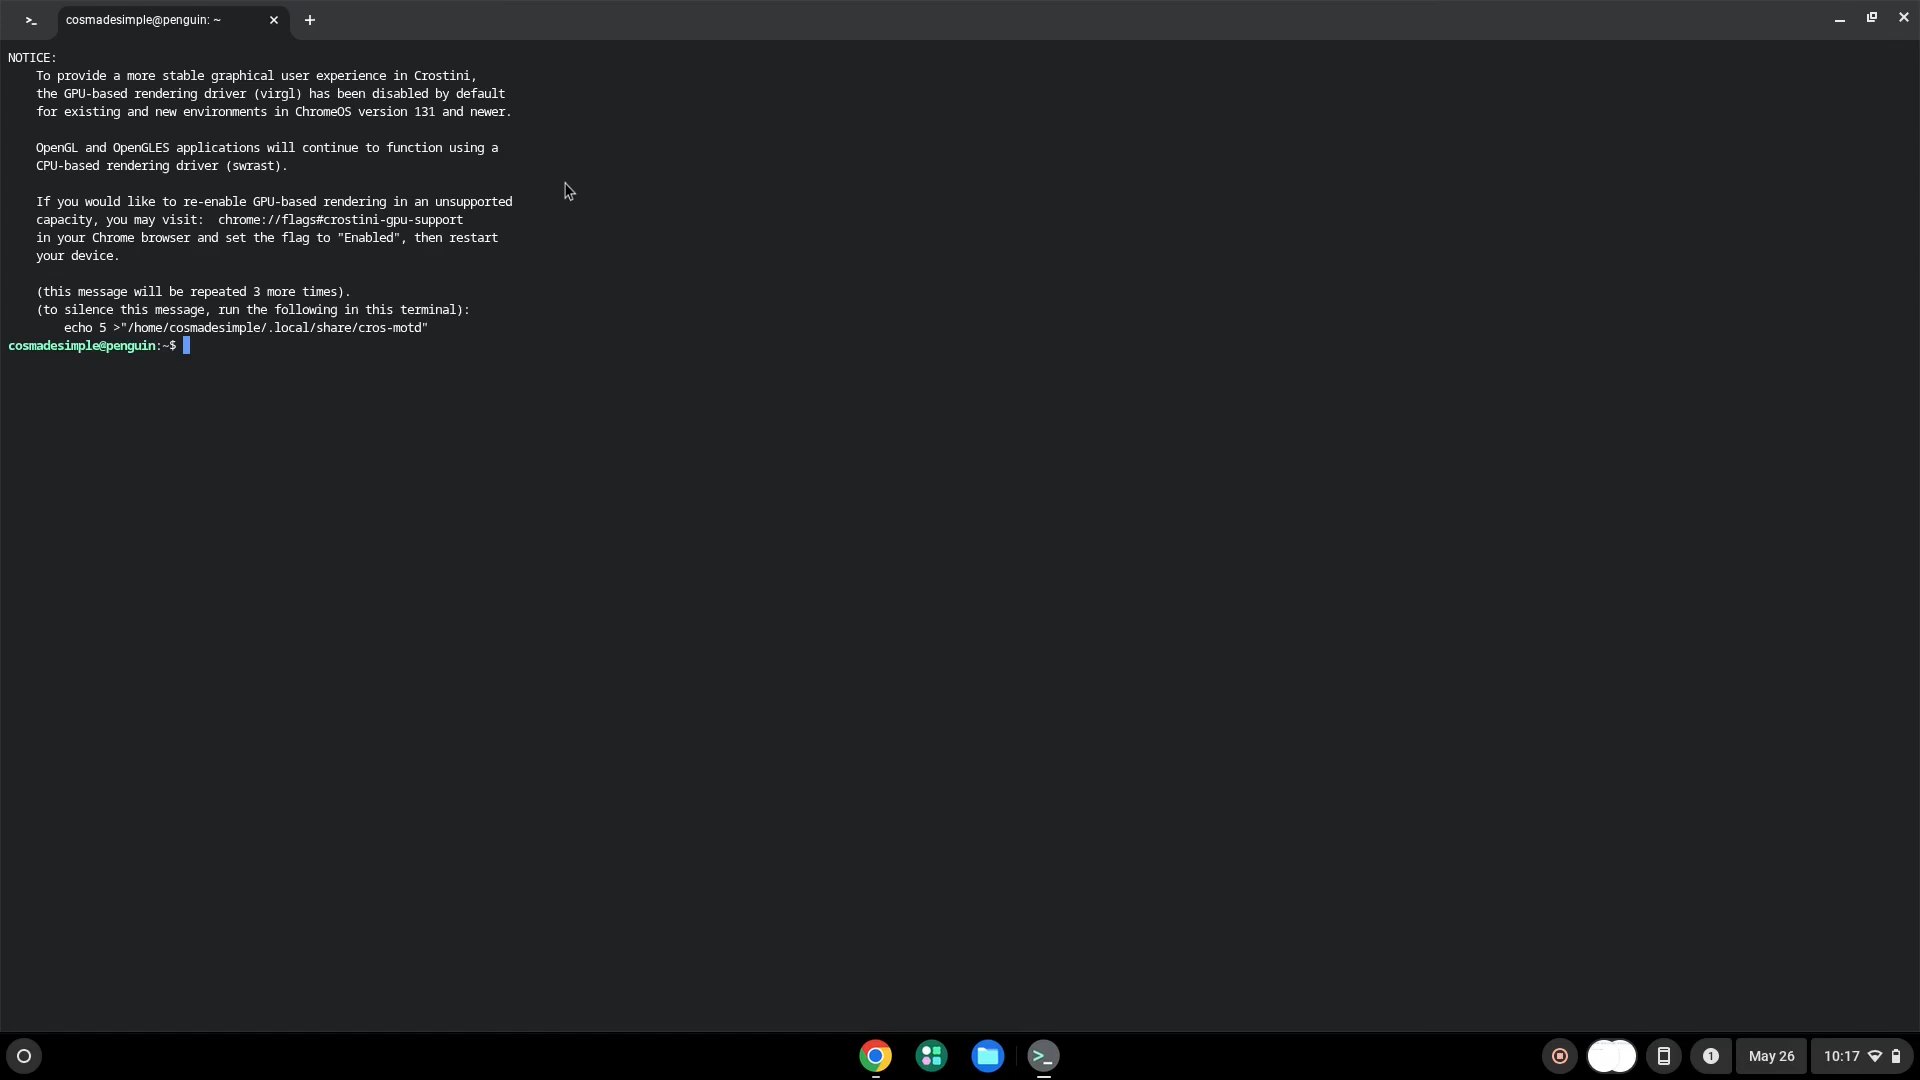 >_ cosmadesimple@penguin: ~
NOTICE:
To provide a more stable graphical user experience in Crostini,
the GPU-based rendering driver (virgl) has been disabled by default
for existing and new environments in ChromeOS version 131 and newer.
OpenGL and OpenGLES applications will continue to function using a
CPU-based rendering driver (swrast).
If you would like to re-enable GPU-based rendering in an unsupported
capacity, you may visit:  chrome://flags#crostini-gpu-support
in your Chrome browser and set the flag to "Enabled", then restart
your device.
(this message will be repeated 3 more times).
(to silence this message, run the following in this terminal):
echo 5 >"/home/cosmadesimple/.local/share/cros-motd"
cosmadesimple@penguin:~$
>_ 1 May 26 10:17